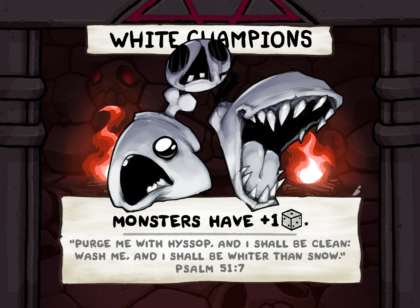 WHITE CHAMPIONS
MONSTERS HAVE +1.
"PURGE ME WITH HYSSOP, AND I SHALL BE CLEAN:
WASH ME, AND I SHALL BE WHITER THAN SNOW."
PSALM 51:7